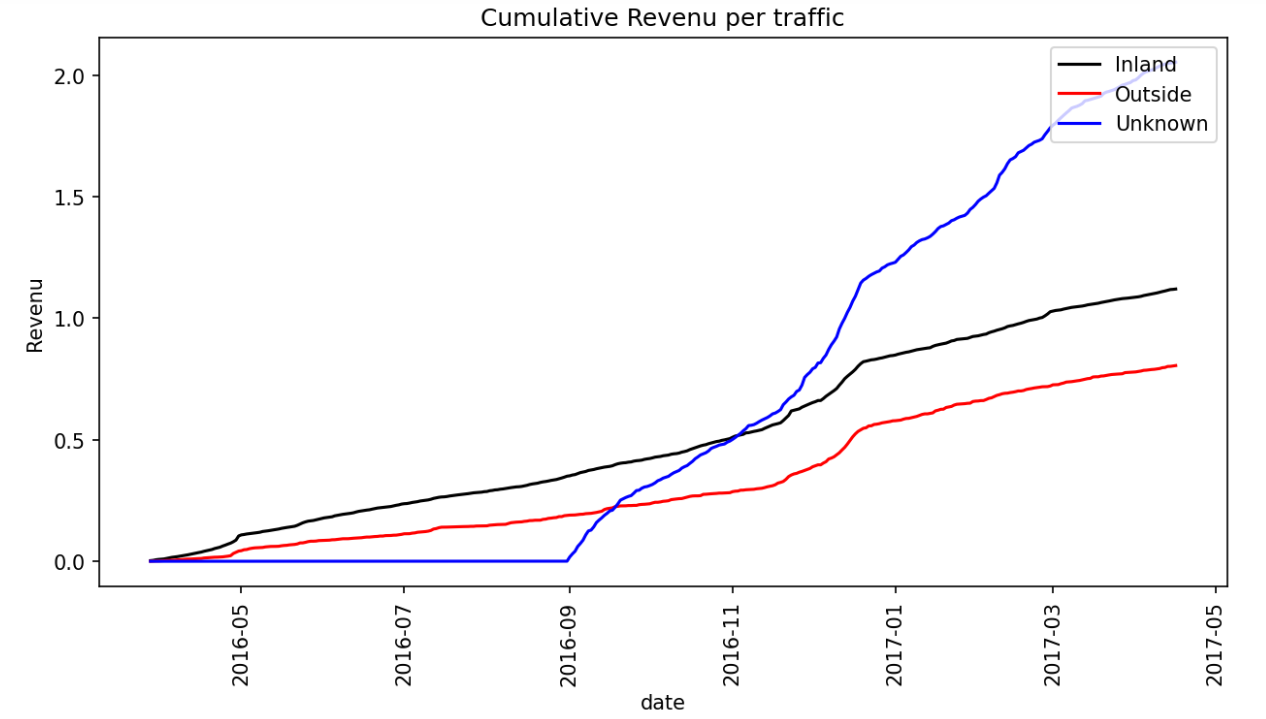 Cumulative Revenu per traffic
Inland
Outside
Unknown
Revenu
2.0
1.5
1.0
0.5
0.0
2016-05
2016-07
2016-09
2016-11
2017-01
2017-03
2017-05
date